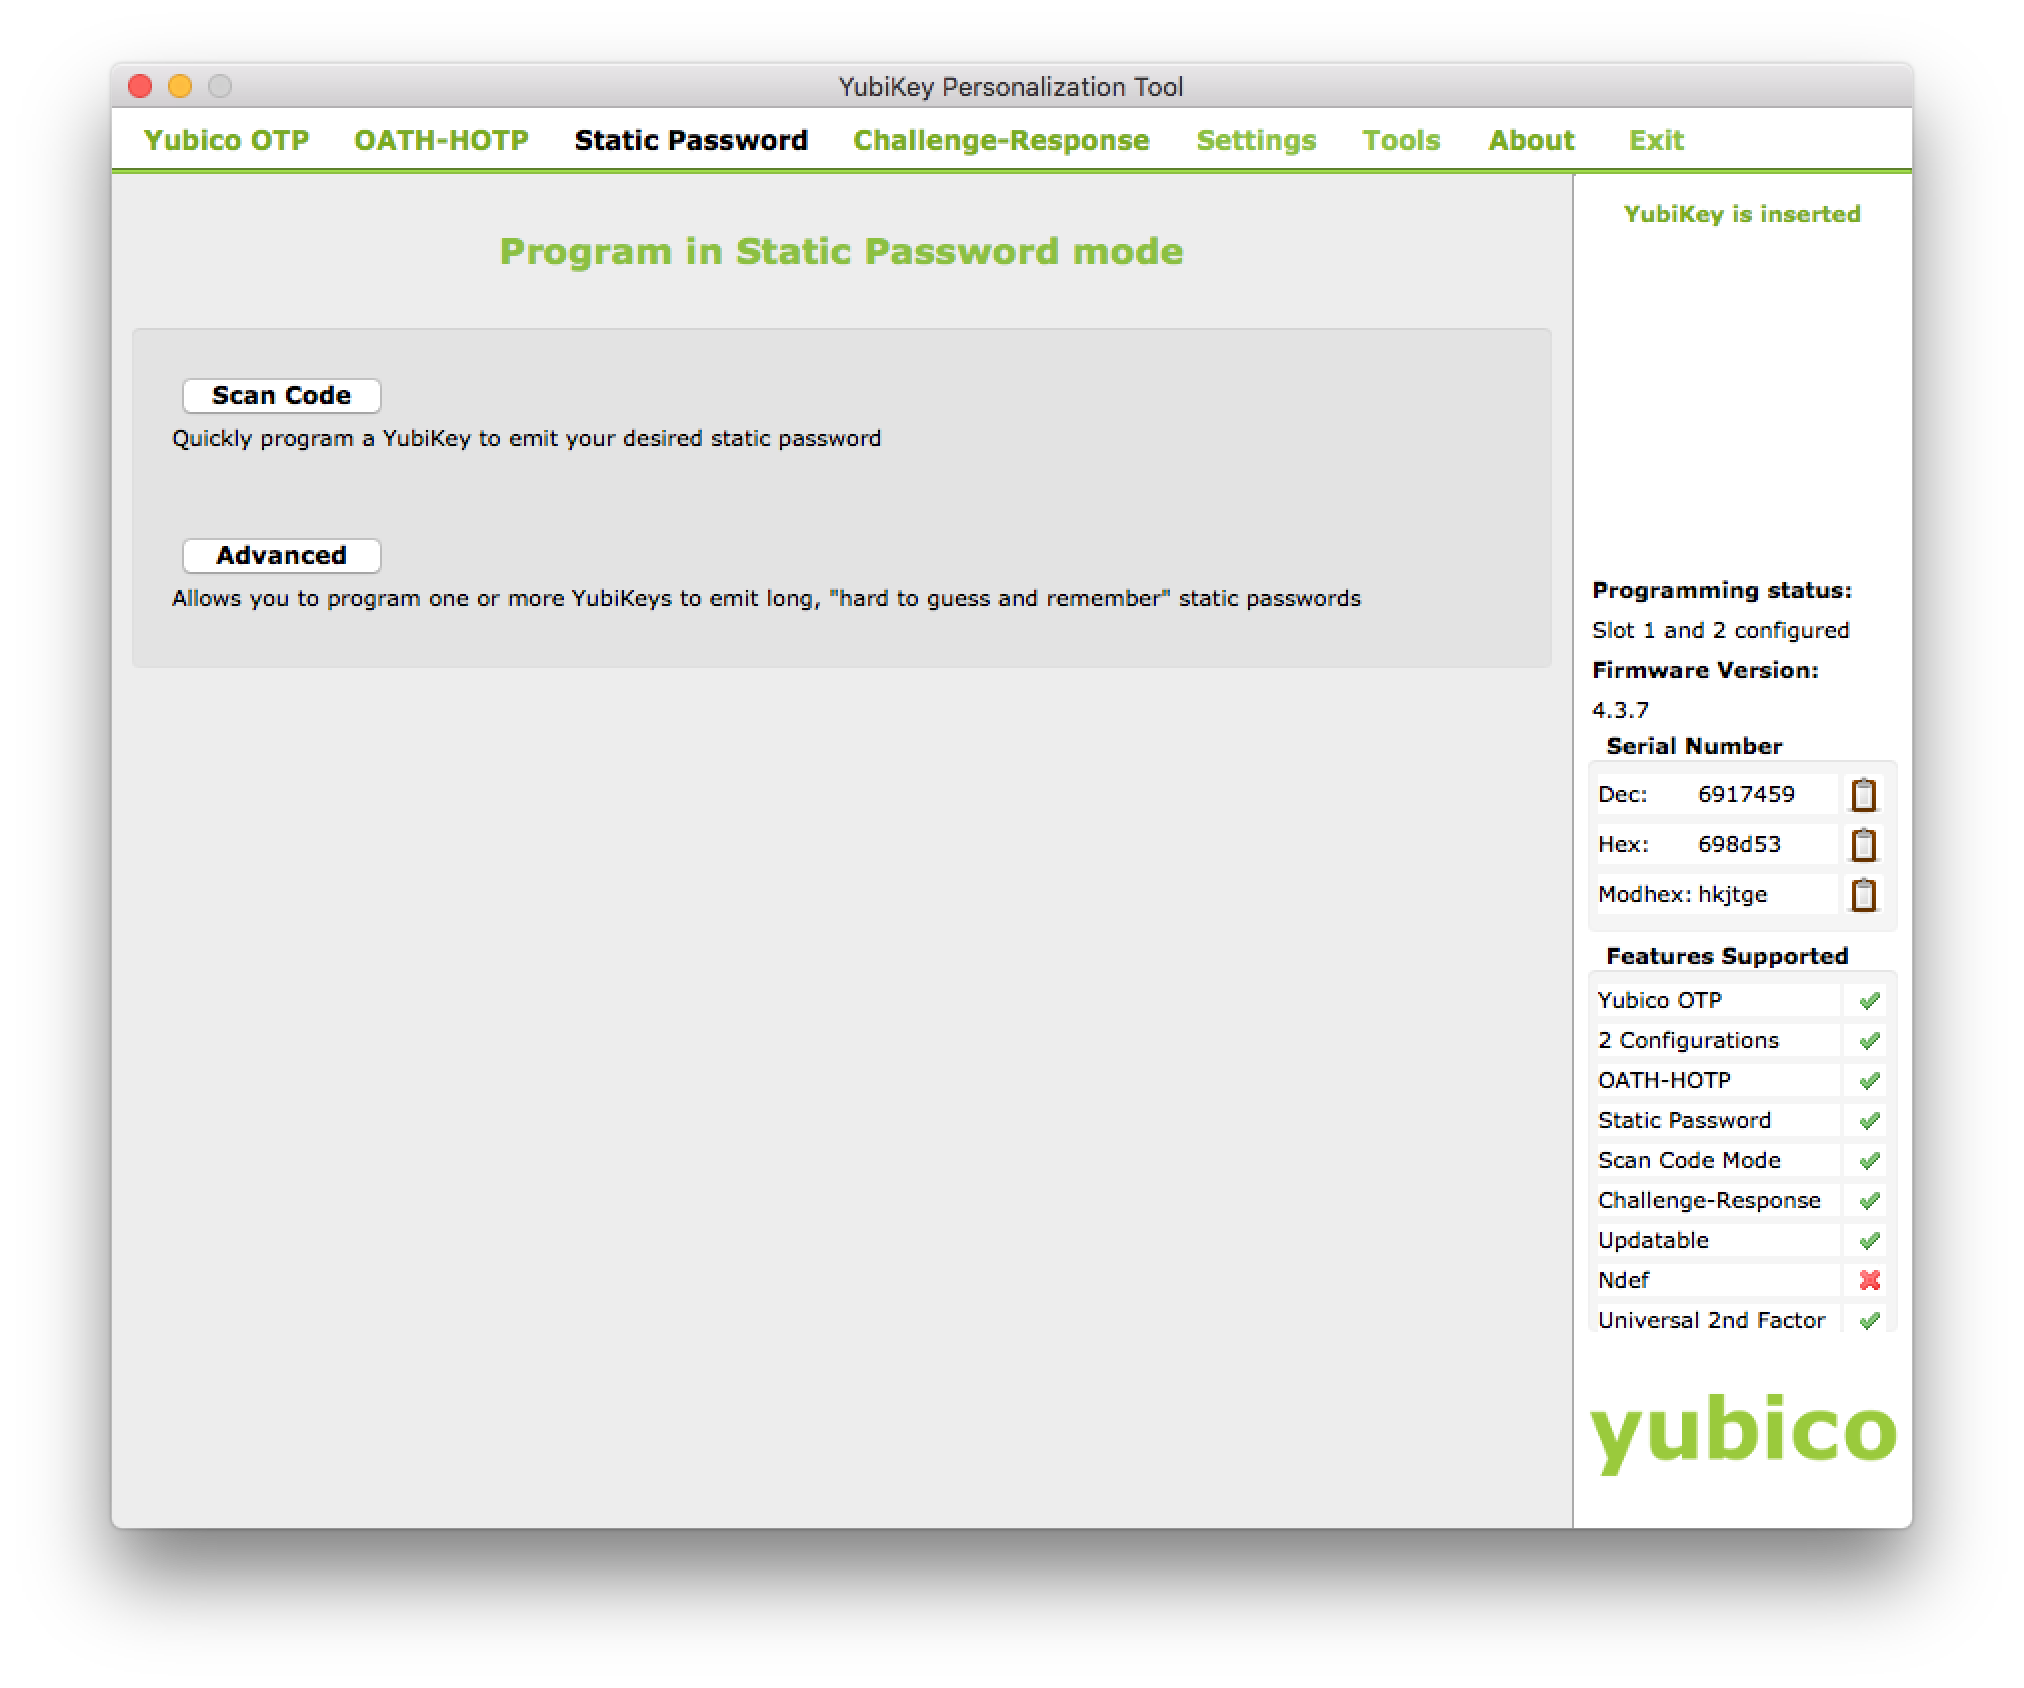 YubiKey Personalization Tool
Yubico OTP OATH-HOTP Static Password Challenge-Response Settings Tools About Exit
Program in Static Password mode
Scan Code
Quickly program a YubiKey to emit your desired static password
Advanced
Allows you to program one or more YubiKeys to emit long, "hard to guess and remember" static passwords
YubiKey is inserted
Programming status:
Slot 1 and 2 configured
Firmware Version:
4.3.7
Serial Number
Dec: 6917459
Hex: 698d53
Modhex: hkjtge
Features Supported
Yubico OTP
2 Configurations
OATH-HOTP
Static Password
Scan Code Mode
Challenge-Response
Updatable
Ndef
Universal 2nd Factor
yubico